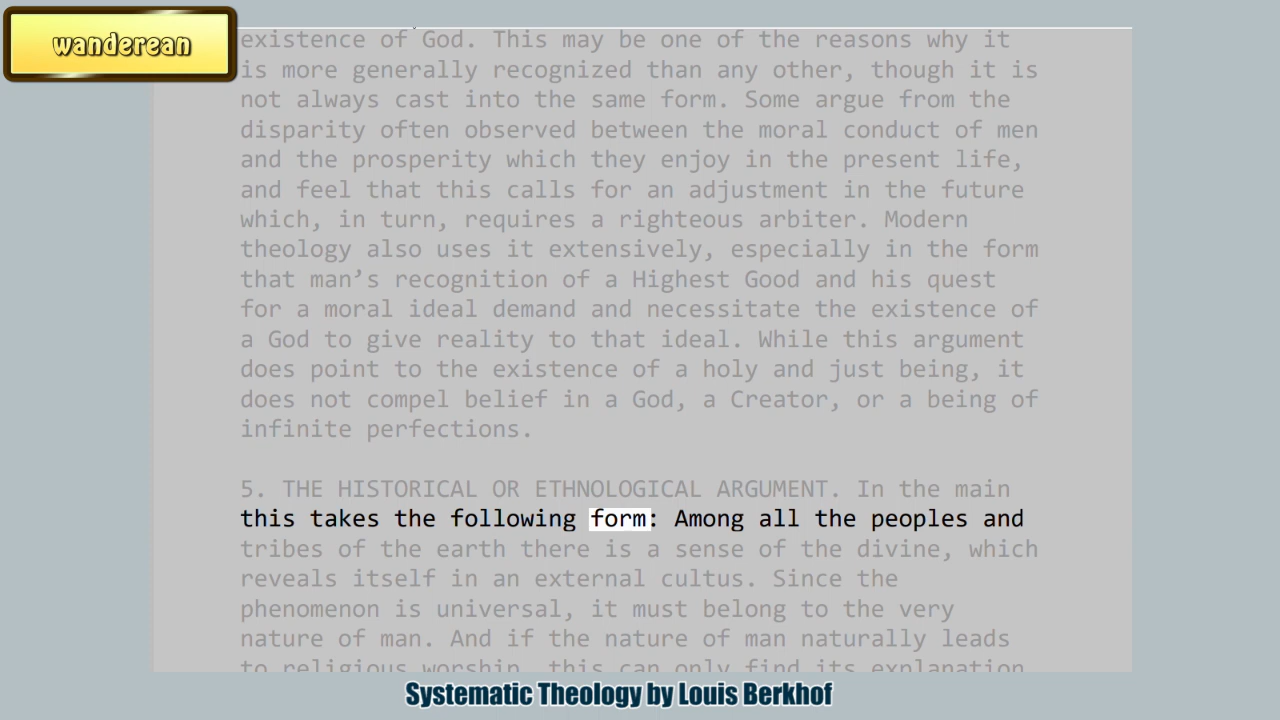 wanderean
existence of God. This may be one of the reasons why it
is more generally recognized than any other, though it is
not always cast into the same form. Some argue from the
disparity often observed between the moral conduct of men
and the prosperity which they enjoy in the present life,
and feel that this calls for an adjustment in the future
which, in turn, requires a righteous arbiter. Modern
theology also uses it extensively, especially in the form
that man’s recognition of a Highest Good and his quest
for a moral ideal demand and necessitate the existence of
a God to give reality to that ideal. While this argument
does point to the existence of a holy and just being, it
does not compel belief in a God, a Creator, or a being of
infinite perfections.
5. THE HISTORICAL OR ETHNOLOGICAL ARGUMENT. In the main
this takes the following form: Among all the peoples and
tribes of the earth there is a sense of the divine, which
reveals itself in an external cultus. Since the
phenomenon is universal, it must belong to the very
nature of man. And if the nature of man naturally leads
to religious worship, this can only find its explanation
Systematic Theology by Louis Berkhof